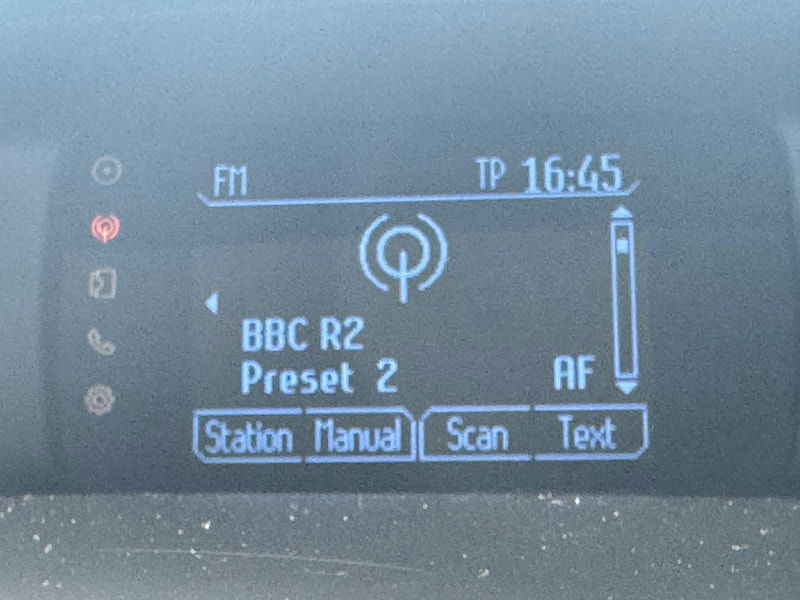 FM TP 16:45
BBC R2
Preset 2 AF
Station Manual Scan Text